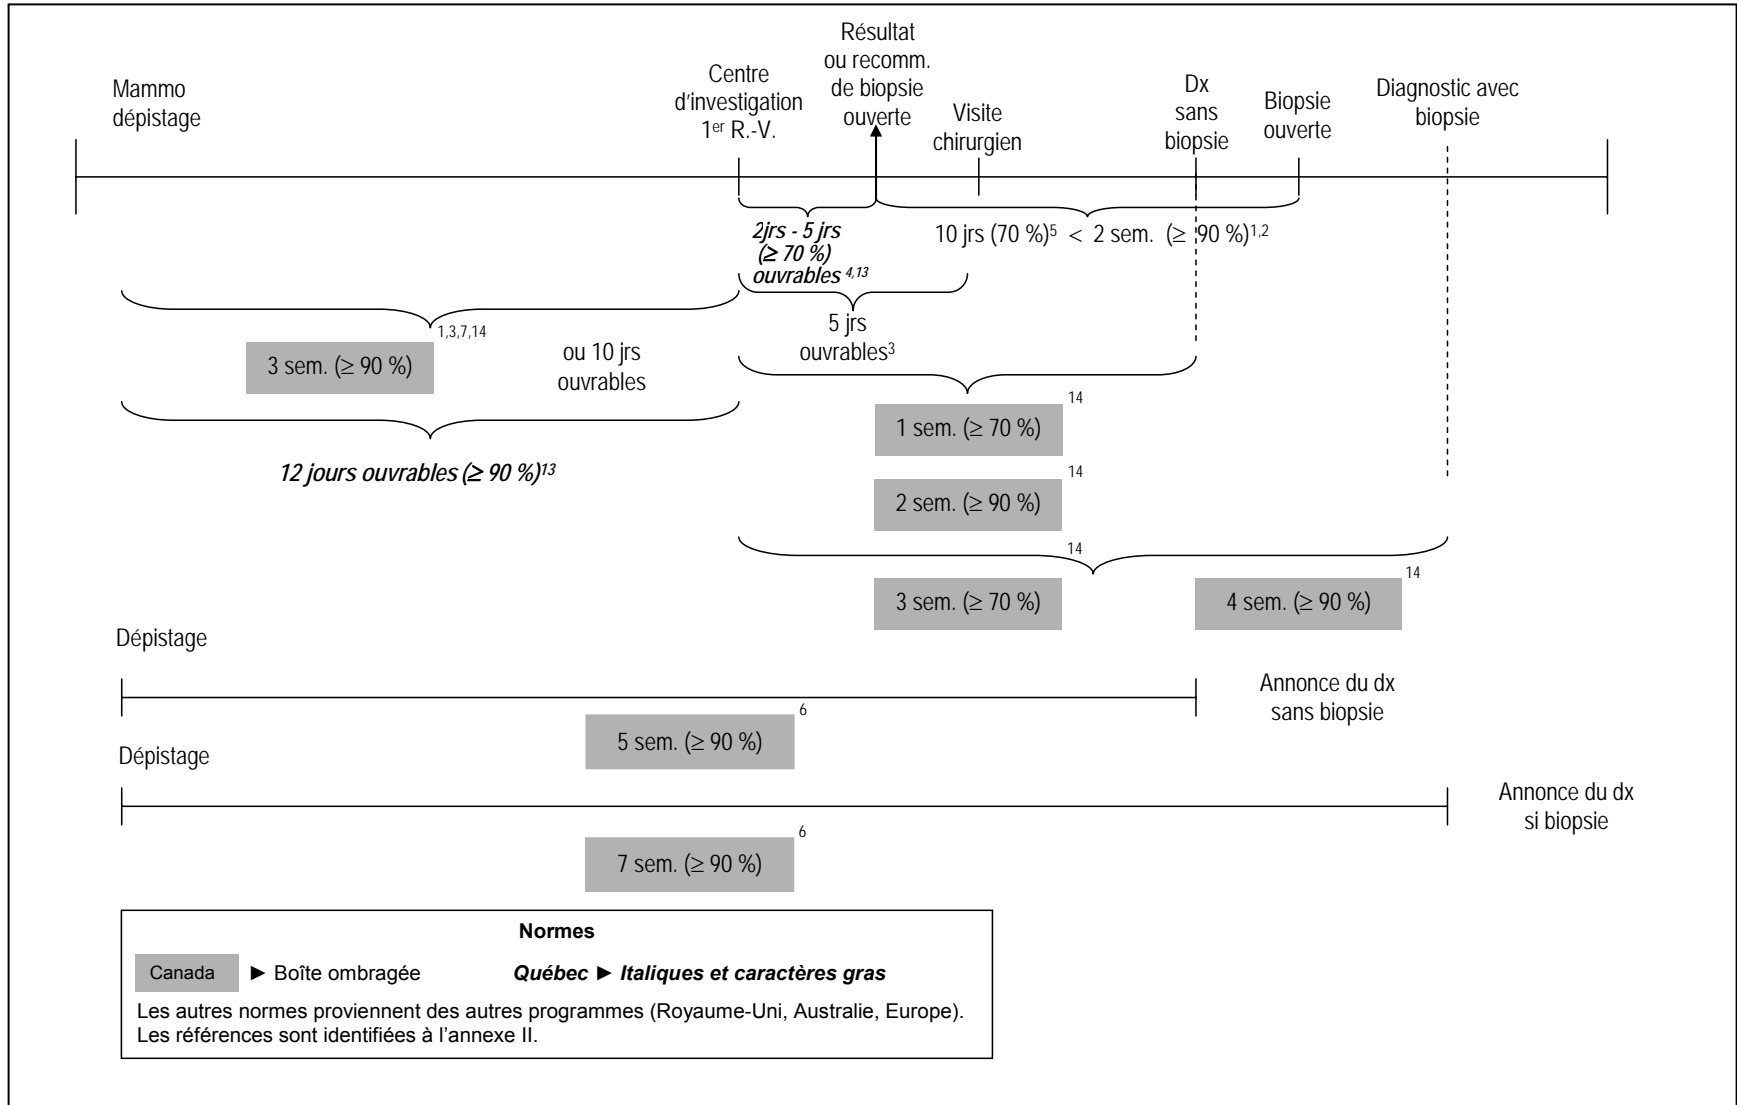 Mammo
dépistage
Centre
d'investigation
1er R.-V.
Résultat
ou recomm.
de biopsie
ouverte
Visite
chirurgien
Dx
sans
biopsie
Biopsie
ouverte
Diagnostic avec
biopsie
2jrs - 5 jrs
(≥ 70 %)
ouvrables 4,13
10 jrs (70 %)5 < 2 sem. (≥ 90 %)1,2
5 jrs
ouvrables3
1,3,7,14
3 sem. (≥ 90 %)
ou 10 jrs
ouvrables
12 jours ouvrables (≥ 90 %)13
14
1 sem. (≥ 70 %)
14
2 sem. (≥ 90 %)
14
3 sem. (≥ 70 %)
14
4 sem. (≥ 90 %)
Dépistage
Annonce du dx
sans biopsie
6
5 sem. (≥ 90 %)
Dépistage
Annonce du dx
si biopsie
6
7 sem. (≥ 90 %)
Normes
Canada ► Boîte ombragée Québec ► Italiques et caractères gras
Les autres normes proviennent des autres programmes (Royaume-Uni, Australie, Europe).
Les références sont identifiées à l'annexe II.